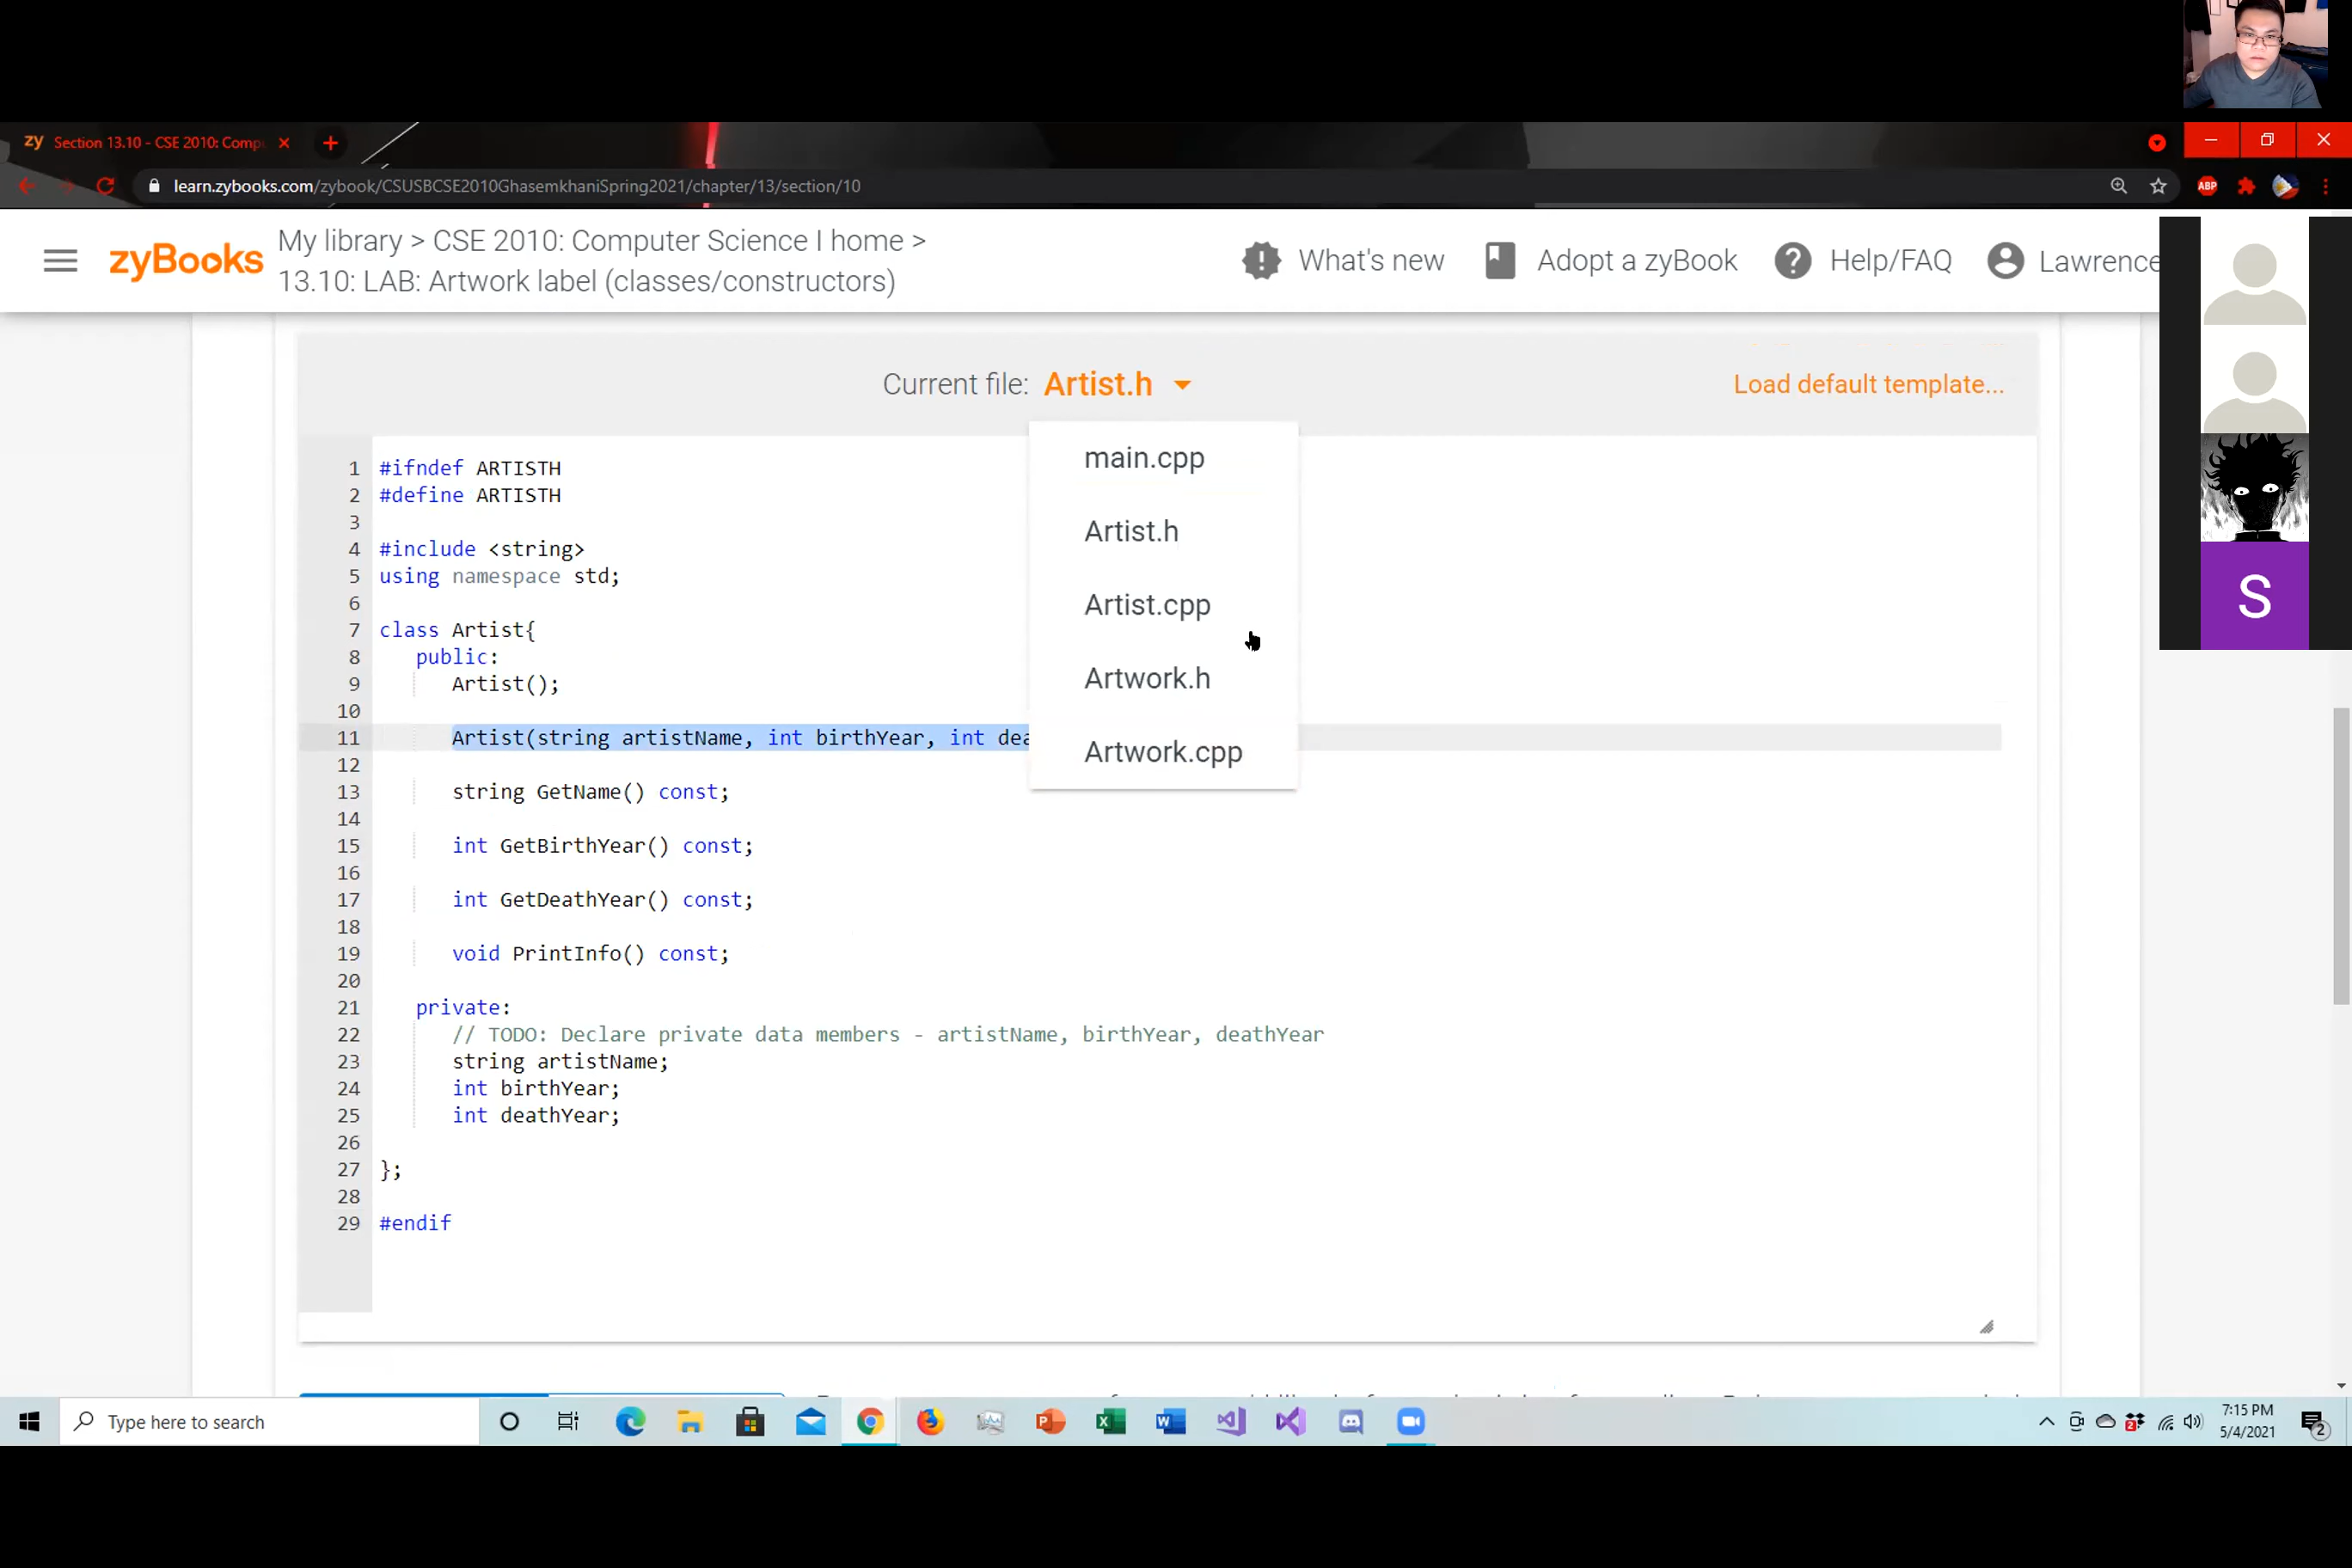 zy Section 13.10 - CSE 2010: Compu
learn.zybooks.com/zybook/CSUSBCSE2010GhasemkhaniSpring2021/chapter/13/section/10
ABP
zyBooks
My library > CSE 2010: Computer Science I home >
13.10: LAB: Artwork label (classes/constructors)
What's new
Adopt a zyBook
Help/FAQ
Lawrence
Current file: Artist.h
Load default template...
main.cpp
Artist.h
Artist.cpp
Artwork.h
Artwork.cpp
1 #ifndef ARTISTH
2 #define ARTISTH
3
4 #include <string>
5 using namespace std;
6
7 class Artist{
8 public:
9 Artist();
10
11 Artist(string artistName, int birthYear, int dea
12
13 string GetName() const;
14
15 int GetBirthYear() const;
16
17 int GetDeathYear() const;
18
19 void PrintInfo() const;
20
21 private:
22 // TODO: Declare private data members - artistName, birthYear, deathYear
23 string artistName;
24 int birthYear;
25 int deathYear;
26
27 };
28
29 #endif
S
Type here to search
7:15 PM
5/4/2021
2